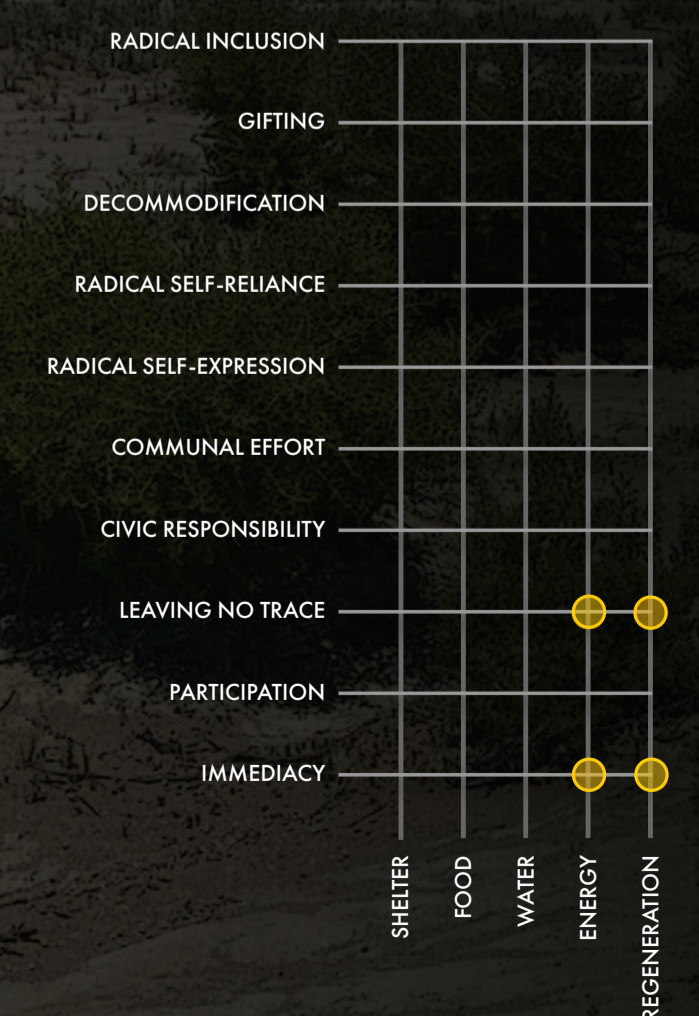 RADICAL INCLUSION
GIFTING
DECOMMODIFICATION
RADICAL SELF-RELIANCE
RADICAL SELF-EXPRESSION
COMMUNAL EFFORT
CIVIC RESPONSIBILITY
LEAVING NO TRACE
PARTICIPATION
IMMEDIACY
SHELTER
FOOD
WATER
ENERGY
REGENERATION